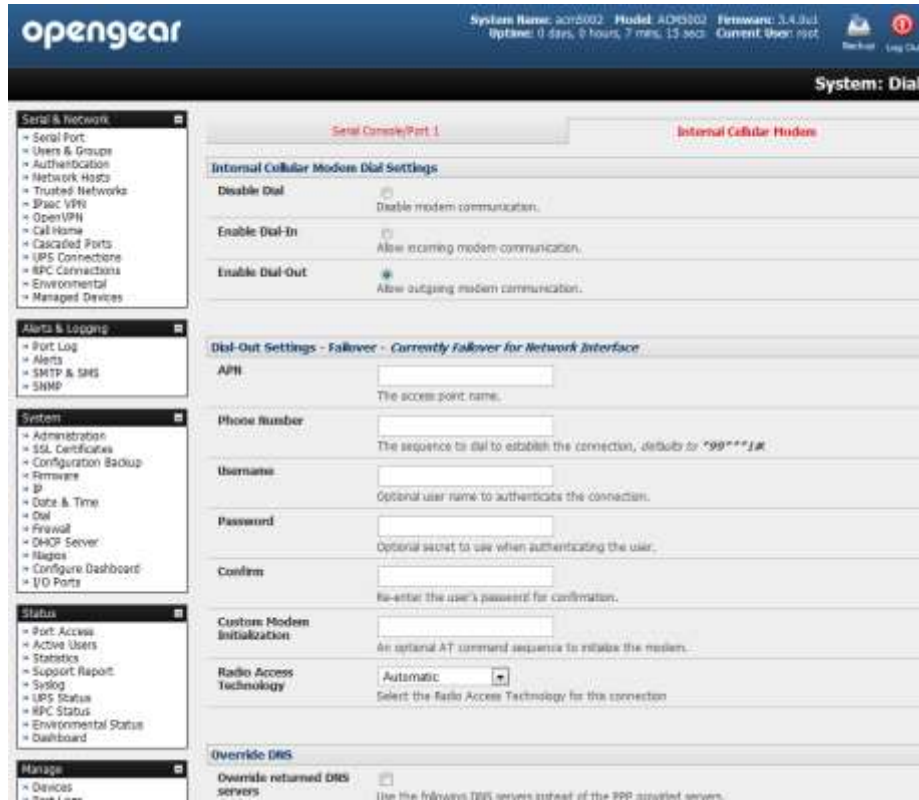 opengear
System Name: acm5002 Model: ACM5002 Firmware: 3.4.0u1
Uptime: 0 days, 0 hours, 7 mins, 15 secs Current User: root
Backup
Log
System: Dial
Serial & Network
Serial Port
Users & Groups
Authentication
Network Hosts
Trusted Networks
IPsec VPN
OpenVPN
Call Home
Cascaded Ports
UPS Connections
RPC Connections
Environmental
Managed Devices
Alerts & Logging
Port Log
Alerts
SMTP & SMS
SNMP
System
Administration
SSL Certificates
Configuration Backup
Firmware
IP
Date & Time
Dial
Firewall
DHCP Server
Nagios
Configure Dashboard
I/O Ports
Status
Port Access
Active Users
Statistics
Support Report
Syslog
UPS Status
RPC Status
Environmental Status
Dashboard
Manage
Devices
Port Logs
Serial Console/Port 1
Internal Cellular Modem
Internal Cellular Modem Dial Settings
Disable Dial
Disable modem communication.
Enable Dial-In
Allow incoming modem communication.
Enable Dial-Out
Allow outgoing modem communication.
Dial-Out Settings - Failover - Currently Failover for Network Interface
APN
The access point name.
Phone Number
The sequence to dial to establish the connection, defaults to *99***1#.
Username
Optional user name to authenticate the connection.
Password
Optional secret to use when authenticating the user.
Confirm
Re-enter the user's password for confirmation.
Custom Modem
Initialization
An optional AT command sequence to initialize the modem.
Radio Access
Technology
Automatic
Select the Radio Access Technology for this connection
Override DNS
Override returned DNS
servers
Use the following DNS servers instead of the PPP provided servers.